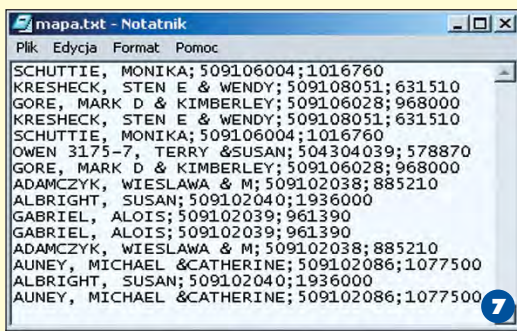 mapa.txt - Notatnik
Plik Edycja Format Pomoc
SCHUTTIE, MONIKA;509106004;1016760
KRESHECK, STEN E & WENDY;509108051;631510
GORE, MARK D & KIMBERLEY;509106028;968000
KRESHECK, STEN E & WENDY;509108051;631510
SCHUTTIE, MONIKA;509106004;1016760
OWEN 3175-7, TERRY &SUSAN;504304039;578870
GORE, MARK D & KIMBERLEY;509106028;968000
ADAMCZYK, WIESLAWA & M;509102038;885210
ALBRIGHT, SUSAN;509102040;1936000
GABRIEL, ALOIS;509102039;961390
GABRIEL, ALOIS;509102039;961390
ADAMCZYK, WIESLAWA & M;509102038;885210
AUNEY, MICHAEL &CATHERINE;509102086;1077500
ALBRIGHT, SUSAN;509102040;1936000
AUNEY, MICHAEL &CATHERINE;509102086;1077500
7